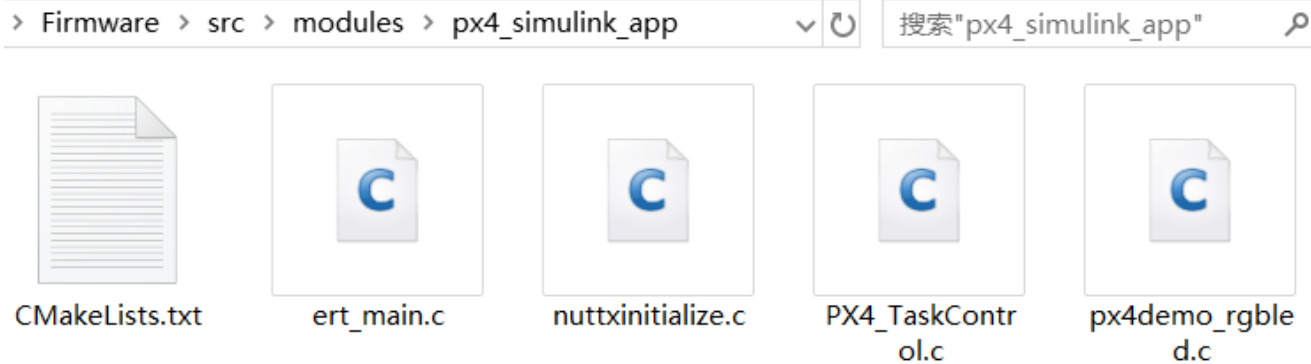 > Firmware > src > modules > px4_simulink_app
搜索"px4_simulink_app"
CMakeLists.txt
ert_main.c
nuttxinitialize.c
PX4_TaskContr
ol.c
px4demo_rgble
d.c